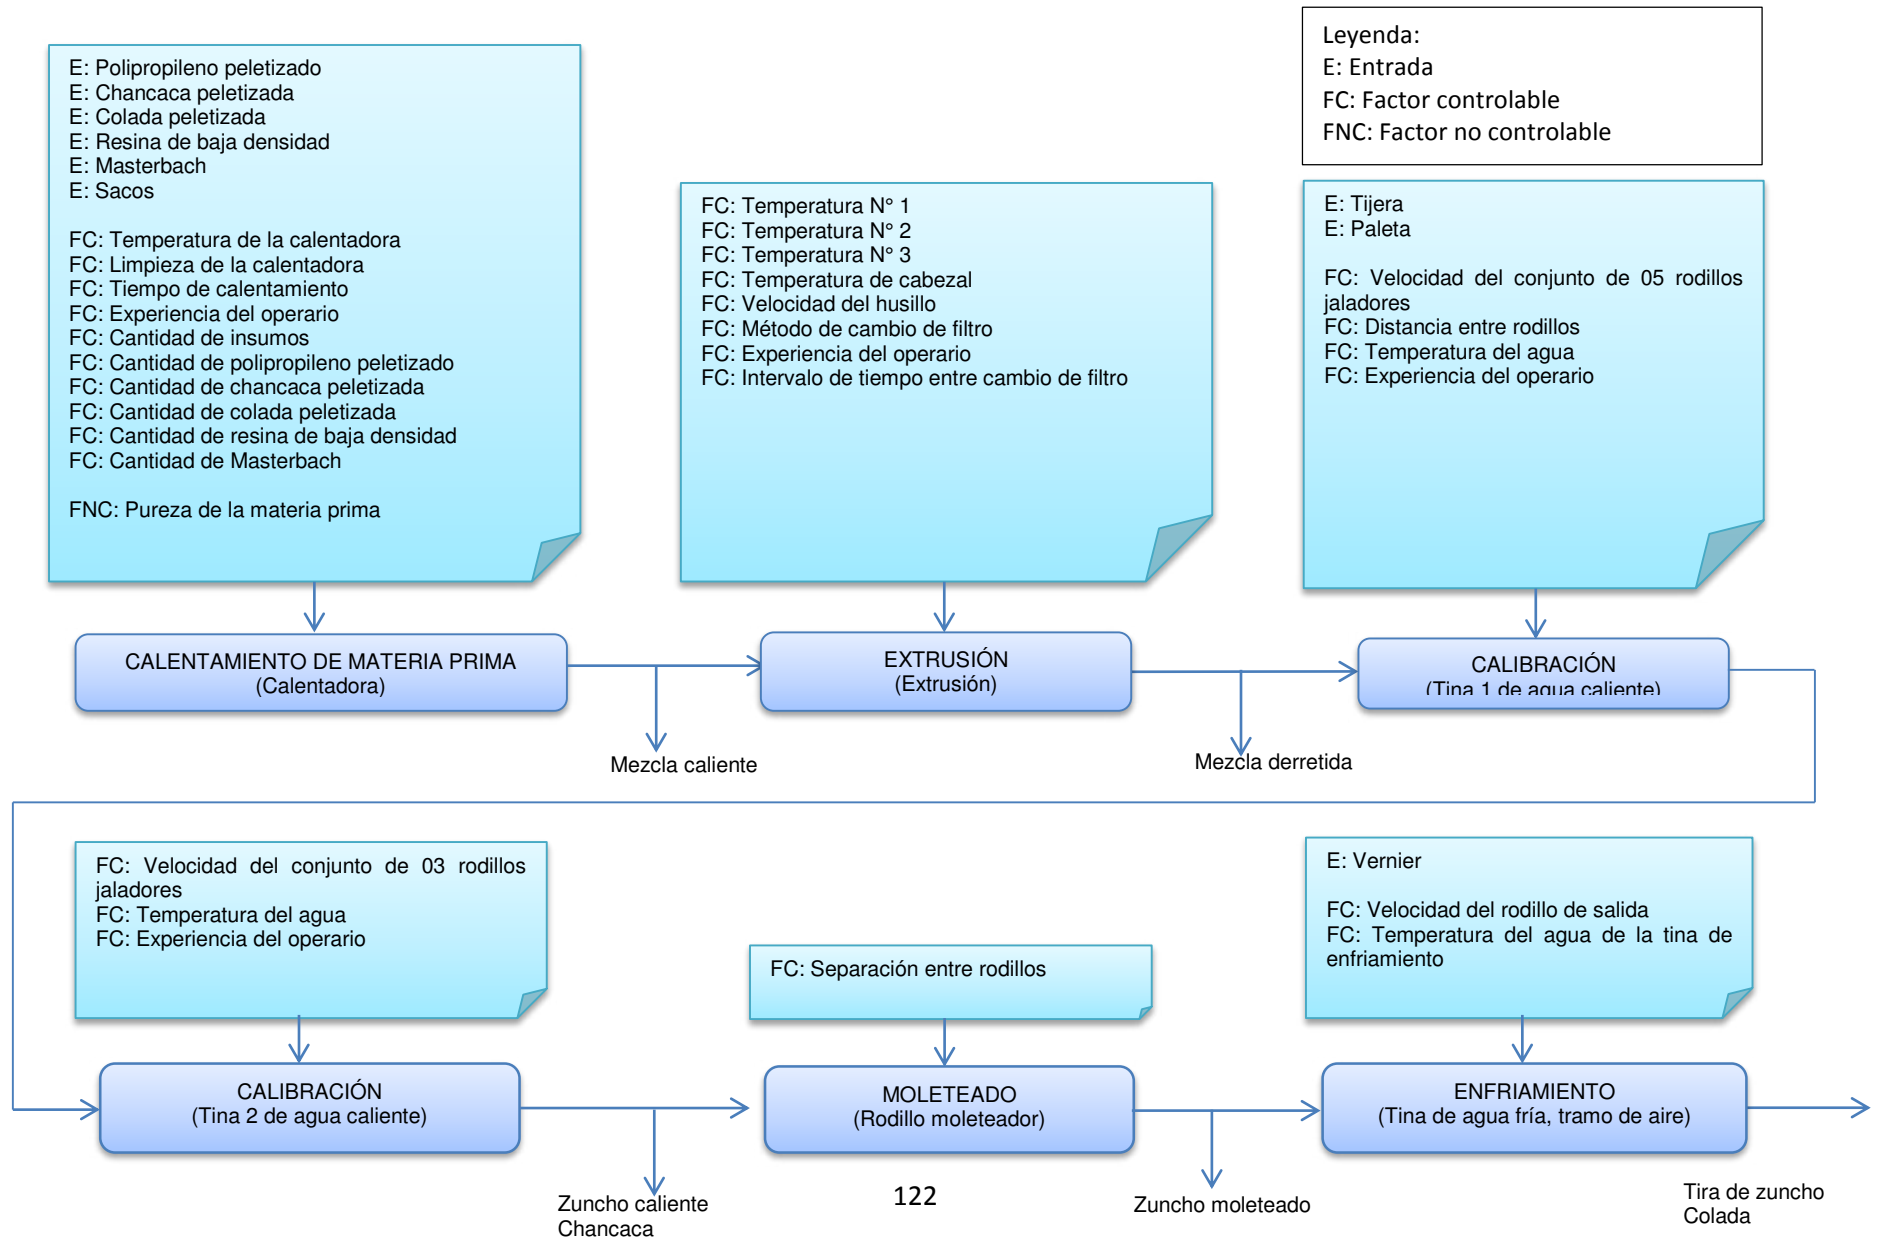 Leyenda:
E: Entrada
FC: Factor controlable
FNC: Factor no controlable
E: Polipropileno peletizado
E: Chancaca peletizada
E: Colada peletizada
E: Resina de baja densidad
E: Masterbach
E: Sacos
FC: Temperatura de la calentadora
FC: Limpieza de la calentadora
FC: Tiempo de calentamiento
FC: Experiencia del operario
FC: Cantidad de insumos
FC: Cantidad de polipropileno peletizado
FC: Cantidad de chancaca peletizada
FC: Cantidad de colada peletizada
FC: Cantidad de resina de baja densidad
FC: Cantidad de Masterbach
FNC: Pureza de la materia prima
FC: Temperatura N° 1
FC: Temperatura N° 2
FC: Temperatura N° 3
FC: Temperatura de cabezal
FC: Velocidad del husillo
FC: Método de cambio de filtro
FC: Experiencia del operario
FC: Intervalo de tiempo entre cambio de filtro
E: Tijera
E: Paleta
FC: Velocidad del conjunto de 05 rodillos
jaladores
FC: Distancia entre rodillos
FC: Temperatura del agua
FC: Experiencia del operario
CALENTAMIENTO DE MATERIA PRIMA
(Calentadora)
EXTRUSIÓN
(Extrusión)
CALIBRACIÓN
(Tina 1 de agua caliente)
Mezcla caliente
Mezcla derretida
FC: Velocidad del conjunto de 03 rodillos
jaladores
FC: Temperatura del agua
FC: Experiencia del operario
FC: Separación entre rodillos
E: Vernier
FC: Velocidad del rodillo de salida
FC: Temperatura del agua de la tina de
enfriamiento
CALIBRACIÓN
(Tina 2 de agua caliente)
MOLETEADO
(Rodillo moleteador)
ENFRIAMIENTO
(Tina de agua fría, tramo de aire)
Zuncho caliente
Chancaca
122
Zuncho moleteado
Tira de zuncho
Colada